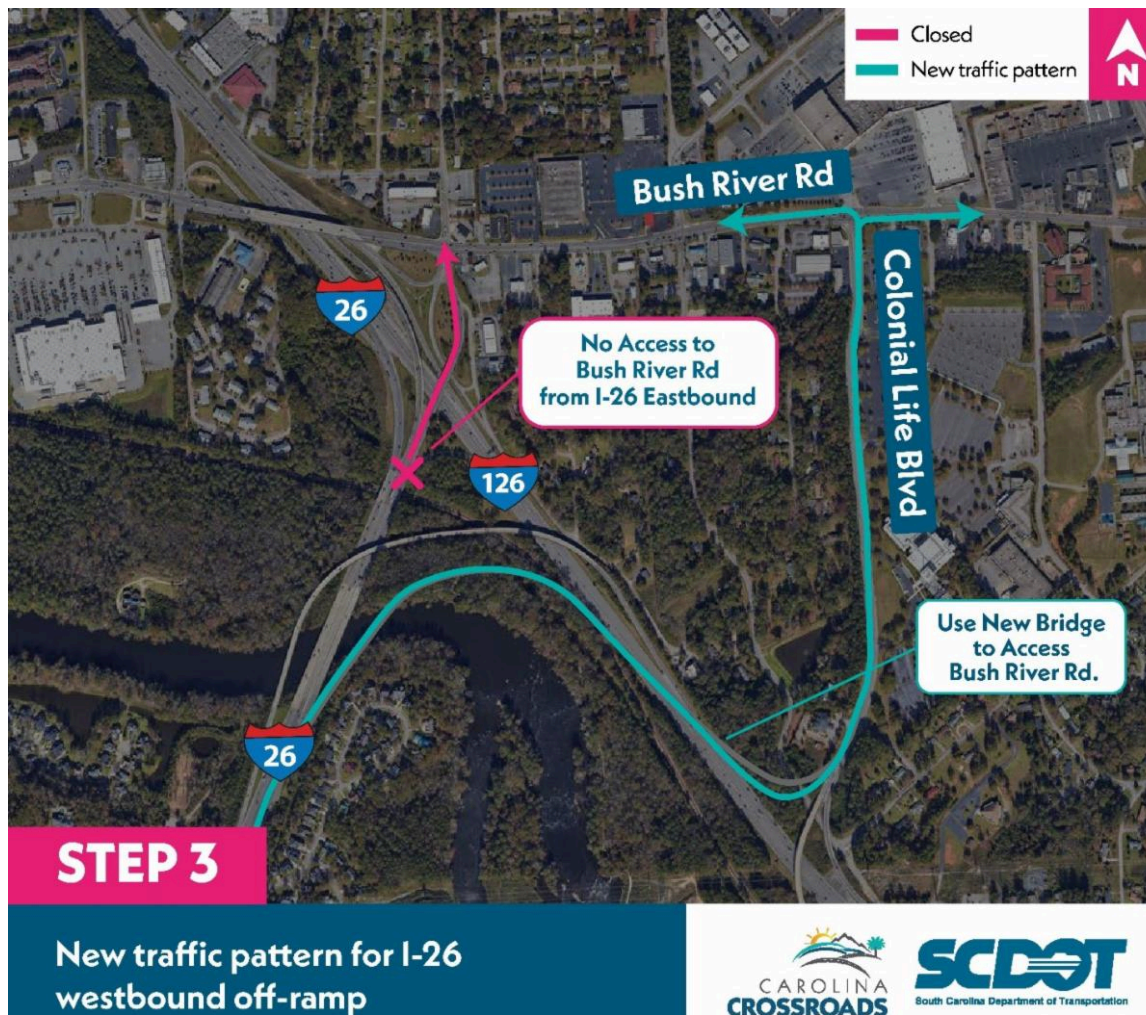 Closed
New traffic pattern
N
Bush River Rd
26
No Access to
Bush River Rd
from I-26 Eastbound
126
Colonial Life Blvd
Use New Bridge
to Access
Bush River Rd.
26
STEP 3
New traffic pattern for I-26
westbound off-ramp
CAROLINA
CROSSROADS
SCDOT
South Carolina Department of Transportation